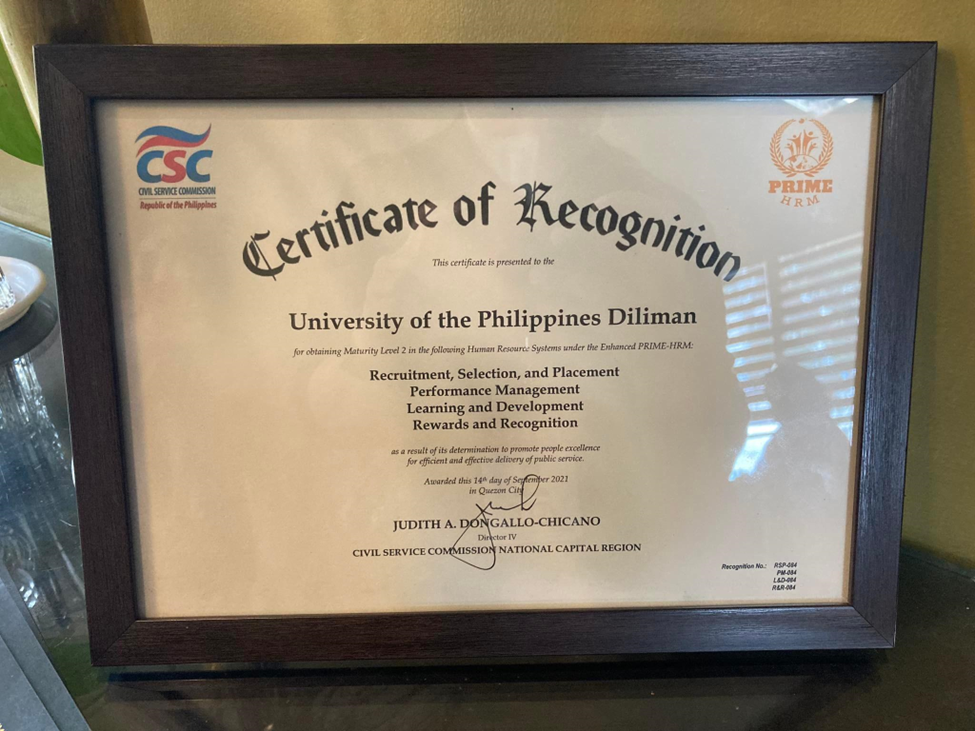 CSC
CIVIL SERVICE COMMISSION
Republic of the Philippines
PRIME
HRM
Certificate of Recognition
This certificate is presented to the
University of the Philippines Diliman
for obtaining Maturity Level 2 in the following Human Resource Systems under the Enhanced PRIME-HRM:
Recruitment, Selection, and Placement
Performance Management
Learning and Development
Rewards and Recognition
as a result of its determination to promote people excellence
for efficient and effective delivery of public service.
Awarded this 14th day of September 2021
in Quezon City
JUDITH A. DONGALLO-CHICANO
Director IV
CIVIL SERVICE COMMISSION NATIONAL CAPITAL REGION
Recognition No.: RSP-084
PM-084
L&D-084
R&R-084